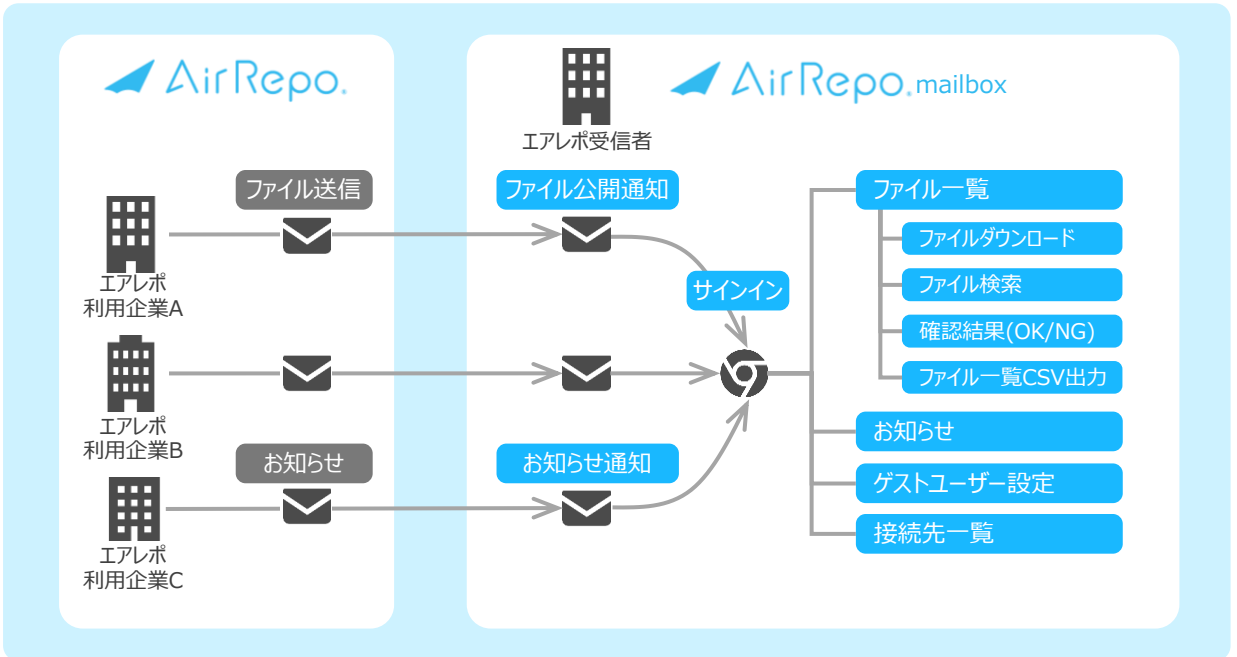 AirRepo.
AirRepo.mailbox
エアレポ受信者
ファイル送信
ファイル公開通知
エアレポ
利用企業A
サインイン
エアレポ
利用企業B
お知らせ
お知らせ通知
エアレポ
利用企業C
ファイル一覧
ファイルダウンロード
ファイル検索
確認結果(OK/NG)
ファイル一覧CSV出力
お知らせ
ゲストユーザー設定
接続先一覧